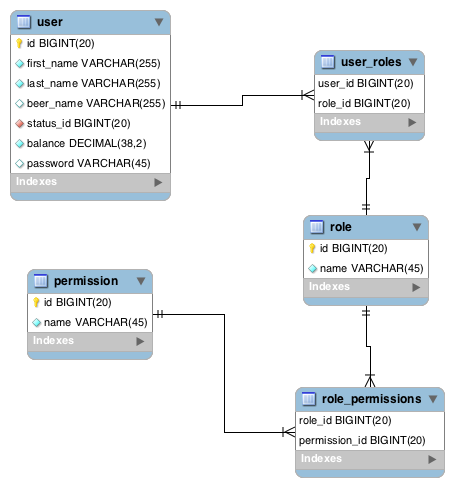 user
id BIGINT(20)
first_name VARCHAR(255)
last_name VARCHAR(255)
beer_name VARCHAR(255)
status_id BIGINT(20)
balance DECIMAL(38,2)
password VARCHAR(45)
Indexes
user_roles
user_id BIGINT(20)
role_id BIGINT(20)
Indexes
role
id BIGINT(20)
name VARCHAR(45)
Indexes
permission
id BIGINT(20)
name VARCHAR(45)
Indexes
role_permissions
role_id BIGINT(20)
permission_id BIGINT(20)
Indexes